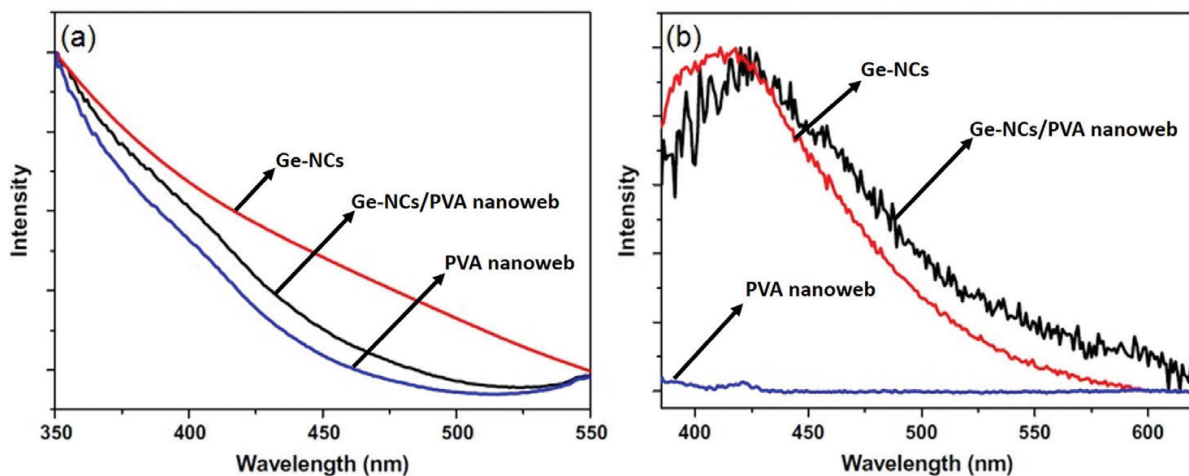 (a)
Ge-NCs
Ge-NCs/PVA nanoweb
PVA nanoweb
Intensity
350
400
450
500
550
Wavelength (nm)
(b)
Ge-NCs
Ge-NCs/PVA nanoweb
PVA nanoweb
Intensity
400
450
500
550
600
Wavelength (nm)